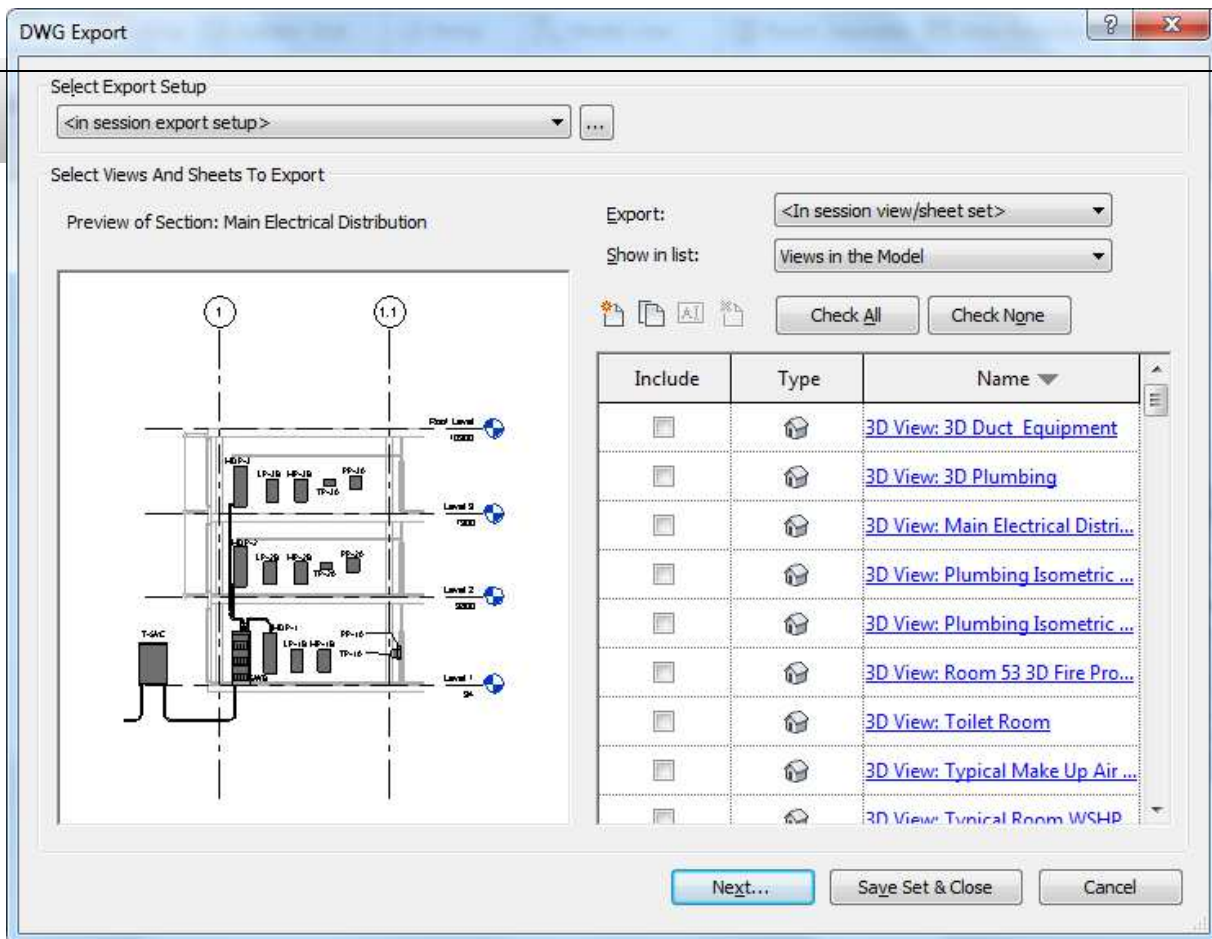 DWG Export
Select Export Setup
<in session export setup>
...
Select Views And Sheets To Export
Preview of Section: Main Electrical Distribution
Export:
<In session view/sheet set>
Show in list:
Views in the Model
Check All
Check None
Include Type Name
3D View: 3D Duct Equipment
3D View: 3D Plumbing
3D View: Main Electrical Distri...
3D View: Plumbing Isometric ...
3D View: Plumbing Isometric ...
3D View: Room 53 3D Fire Pro...
3D View: Toilet Room
3D View: Typical Make Up Air ...
3D View: Typical Room WSHP
1
1.1
Roof Level
Level 3
Level 2
Level 1
Next...
Save Set & Close
Cancel